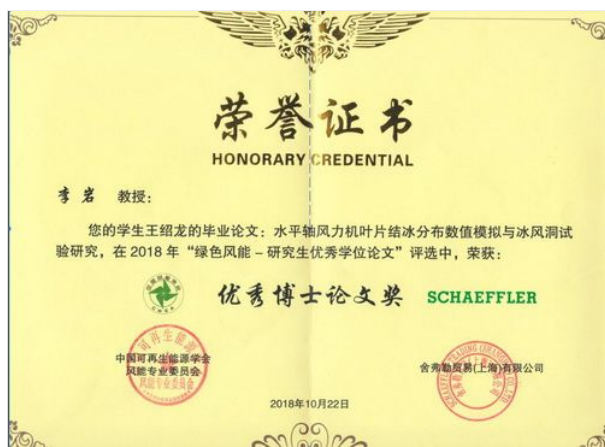 荣誉证书
HONORARY CREDENTIAL
李岩 教授：
您的学生王绍龙的毕业论文：水平轴风力机叶片结冰分布数值模拟与冰风洞试
验研究，在 2018 年“绿色风能－研究生优秀学位论文”评选中，荣获：
优秀博士论文奖 SCHAEFFLER
中国可再生能源学会
风能专业委员会
舍弗勒贸易(上海)有限公司
2018年10月22日